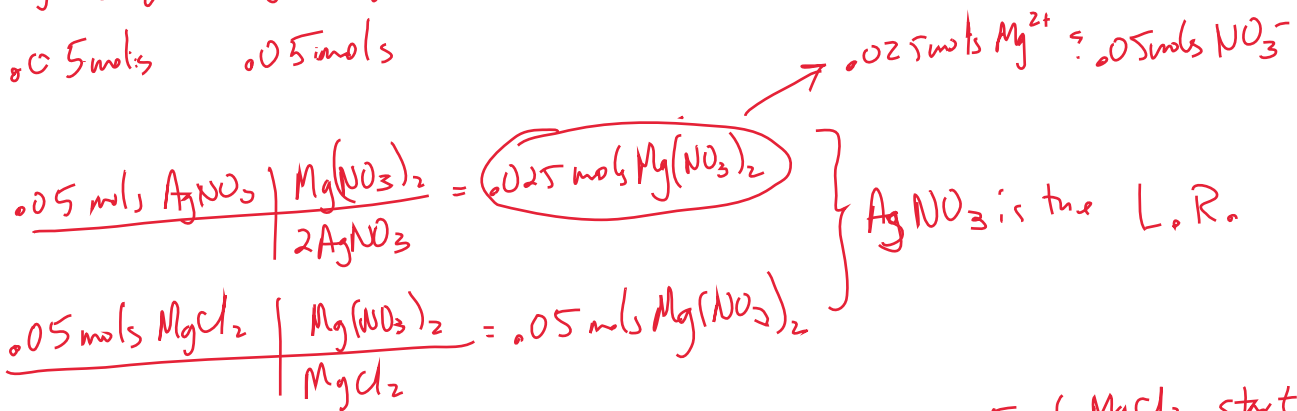 .05 mols .05 mols
.025 mols Mg²⁺ & .05 mols NO₃⁻
.05 mols AgNO₃ | Mg(NO₃)₂ / 2AgNO₃ = .025 mols Mg(NO₃)₂
AgNO₃ is the L.R.
.05 mols MgCl₂ | Mg(NO₃)₂ / MgCl₂ = .05 mols Mg(NO₃)₂
MgCl₂ start